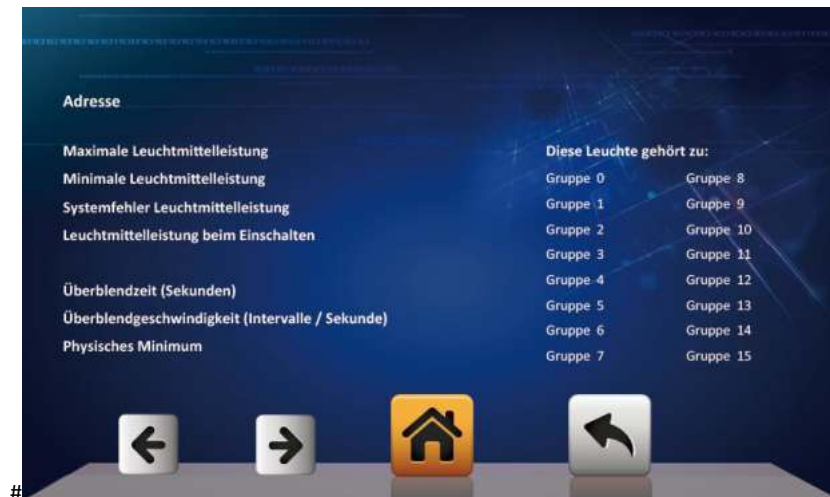 Adresse
Maximale Leuchtmittelleistung
Minimale Leuchtmittelleistung
Systemfehler Leuchtmittelleistung
Leuchtmittelleistung beim Einschalten
Überblendzeit (Sekunden)
Überblendgeschwindigkeit (Intervalle / Sekunde)
Physisches Minimum
Diese Leuchte gehört zu:
Gruppe 0 Gruppe 8
Gruppe 1 Gruppe 9
Gruppe 2 Gruppe 10
Gruppe 3 Gruppe 11
Gruppe 4 Gruppe 12
Gruppe 5 Gruppe 13
Gruppe 6 Gruppe 14
Gruppe 7 Gruppe 15
#